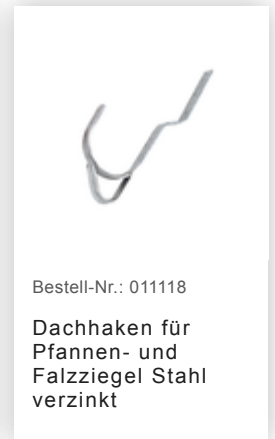 Bestell-Nr.: 011118
Dachhaken für
Pfannen- und
Falzziegel Stahl
verzinkt